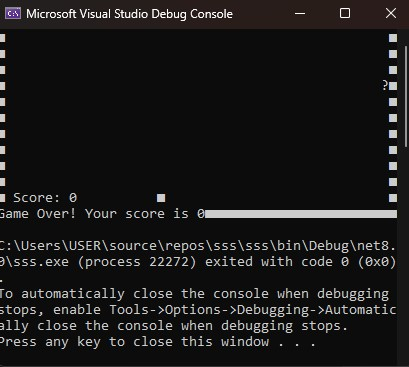 Microsoft Visual Studio Debug Console
?
Score: 0
Game Over! Your score is 0
C:\Users\USER\source\repos\sss\sss\bin\Debug\net8.
0\sss.exe (process 22272) exited with code 0 (0x0)
.
To automatically close the console when debugging
stops, enable Tools->Options->Debugging->Automatic
ally close the console when debugging stops.
Press any key to close this window . . .